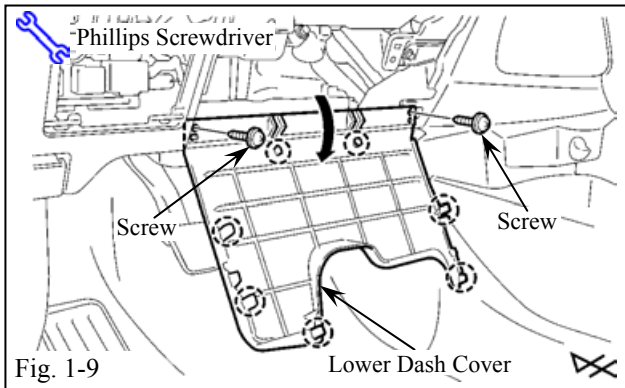 Phillips Screwdriver
Screw
Screw
Lower Dash Cover
Fig. 1-9